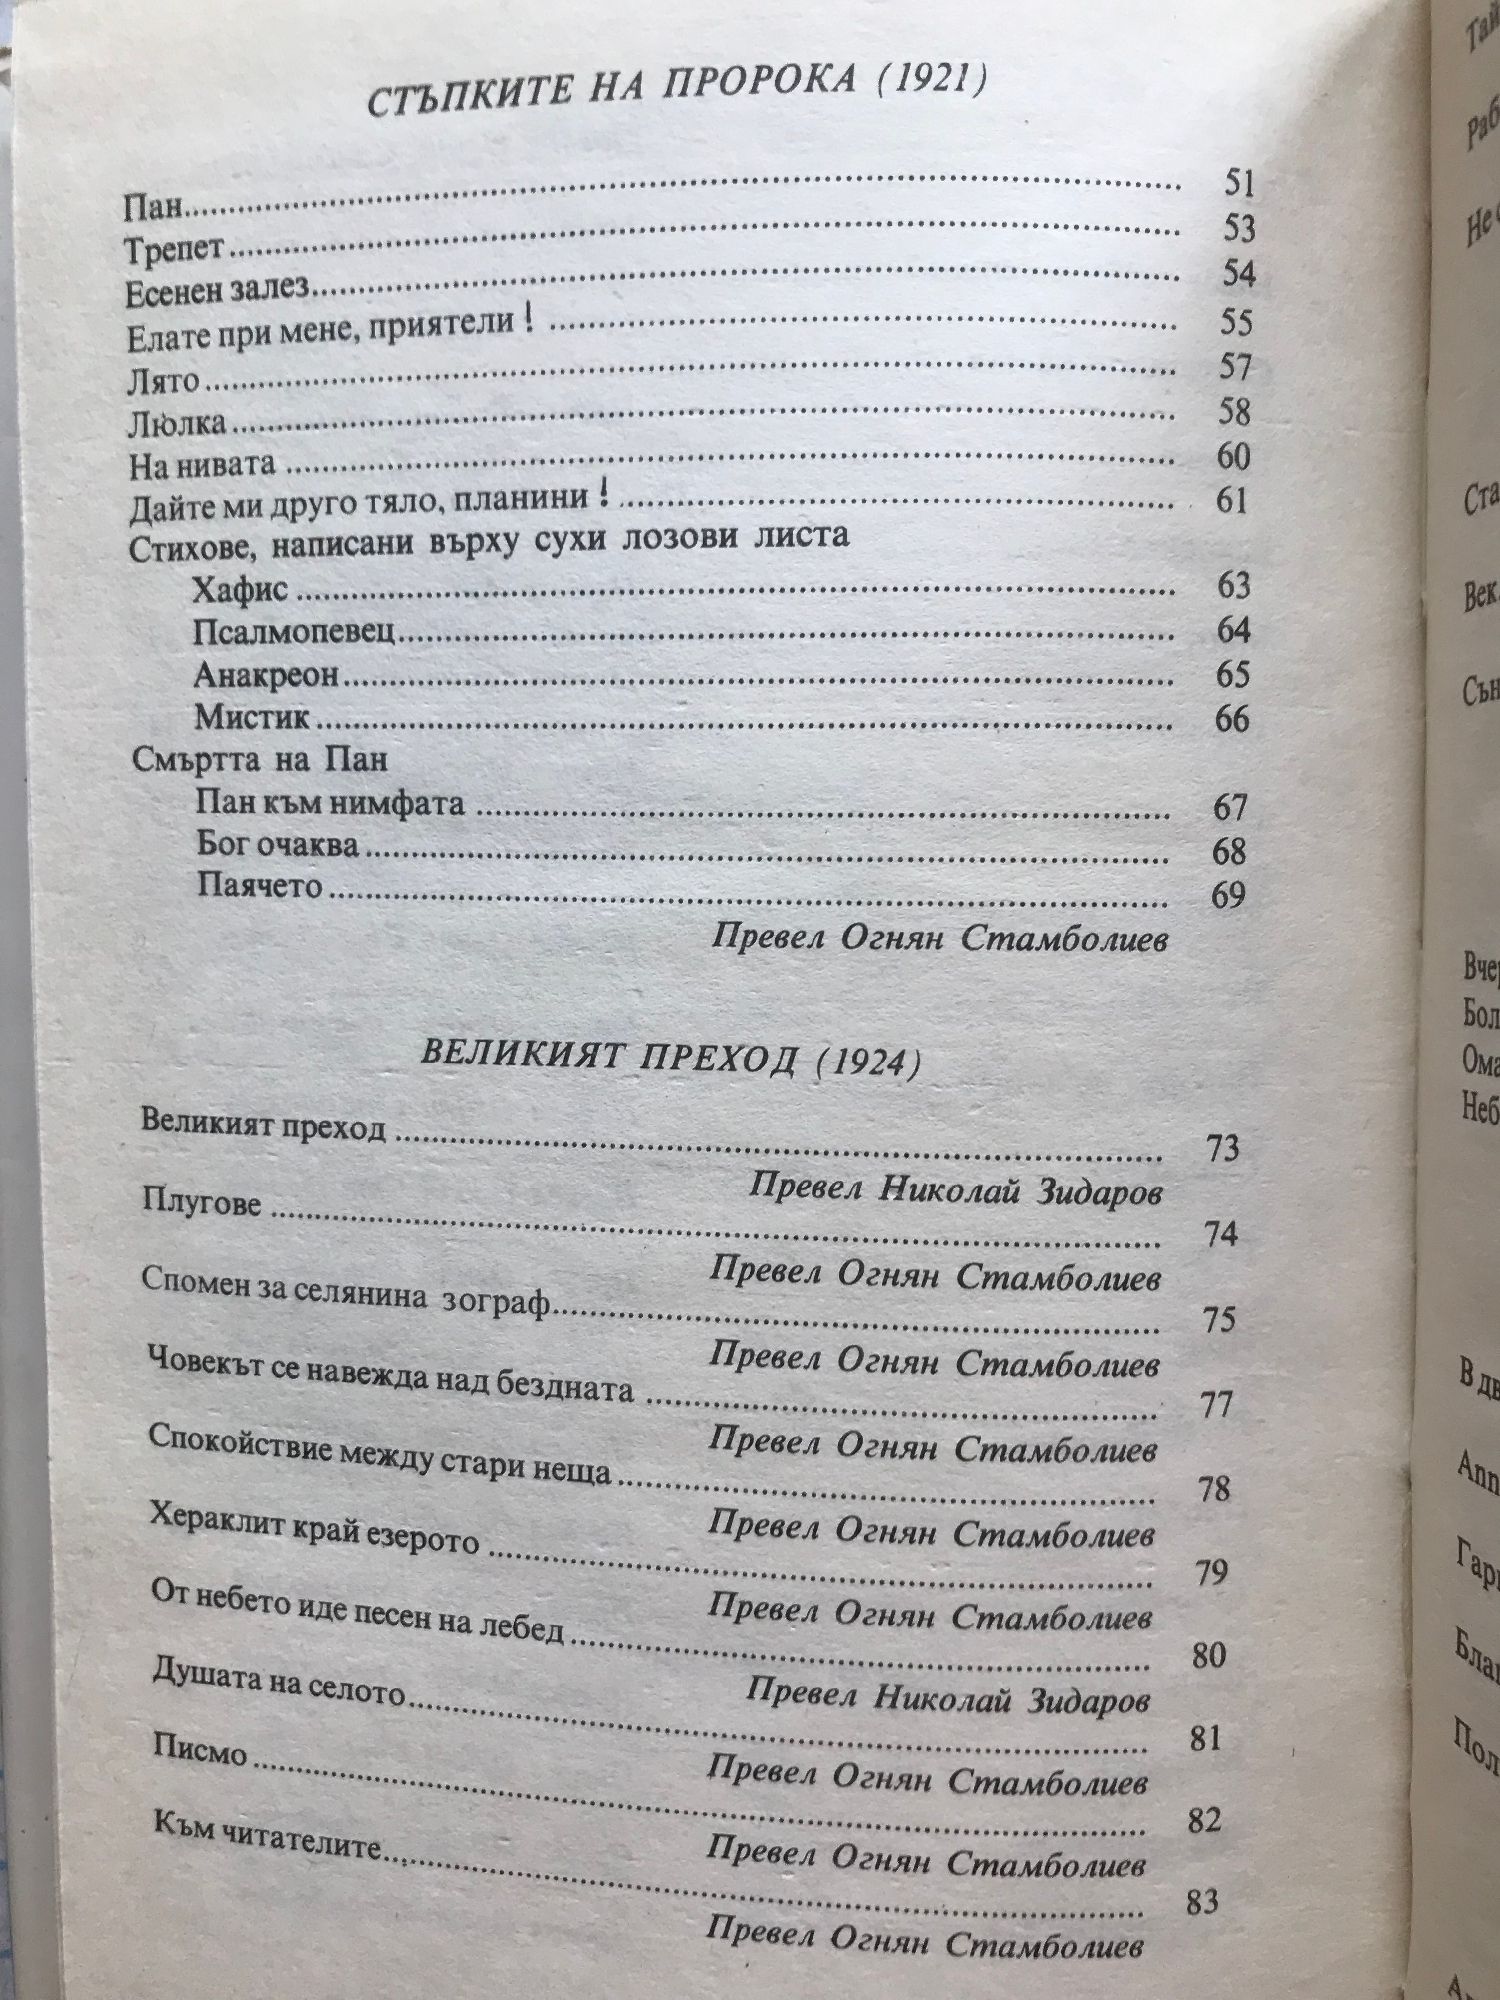 СТЪПКИТЕ НА ПРОРОКА (1921)
Пан........ 51
Трепет........ 53
Есенен залез........ 54
Елате при мене, приятели! ........ 55
Лято........ 57
Люлка........ 58
На нивата ........ 60
Дайте ми друго тяло, планини! ........ 61
Стихове, написани върху сухи лозови листа
Хафис ........ 63
Псалмопевец........ 64
Анакреон........ 65
Мистик........ 66
Смъртта на Пан
Пан към нимфата ........ 67
Бог очаква........ 68
Паячето ........ 69
Превел Огнян Стамболиев
ВЕЛИКИЯТ ПРЕХОД (1924)
Великият преход ........ 73
Превел Николай Зидаров
Плугове ........ 74
Превел Огнян Стамболиев
Спомен за селянина зограф........ 75
Превел Огнян Стамболиев
Човекът се навежда над бездната ........ 77
Превел Огнян Стамболиев
Спокойствие между стари неща........ 78
Превел Огнян Стамболиев
Хераклит край езерото ........ 79
Превел Огнян Стамболиев
От небето иде песен на лебед........ 80
Превел Николай Зидаров
Душата на селото........ 81
Превел Огнян Стамболиев
Писмо ........ 82
Превел Огнян Стамболиев
Към читателите........ 83
Превел Огнян Стамболиев